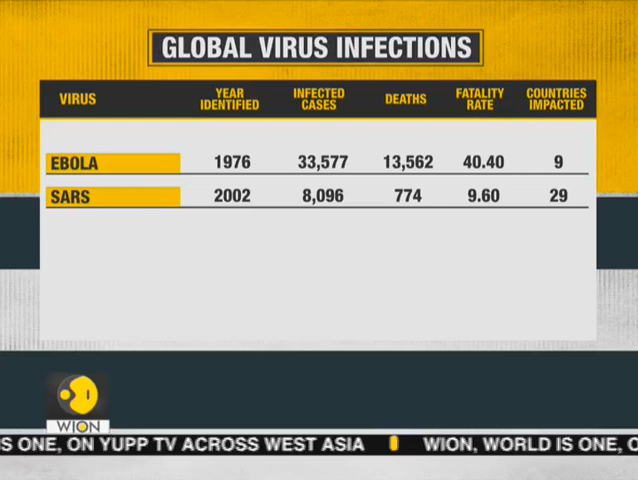 GLOBAL VIRUS INFECTIONS
VIRUS YEAR IDENTIFIED INFECTED CASES DEATHS FATALITY RATE COUNTRIES IMPACTED
EBOLA 1976 33,577 13,562 40.40 9
SARS 2002 8,096 774 9.60 29
WION
S ONE, ON YUPP TV ACROSS WEST ASIA WION, WORLD IS ONE,